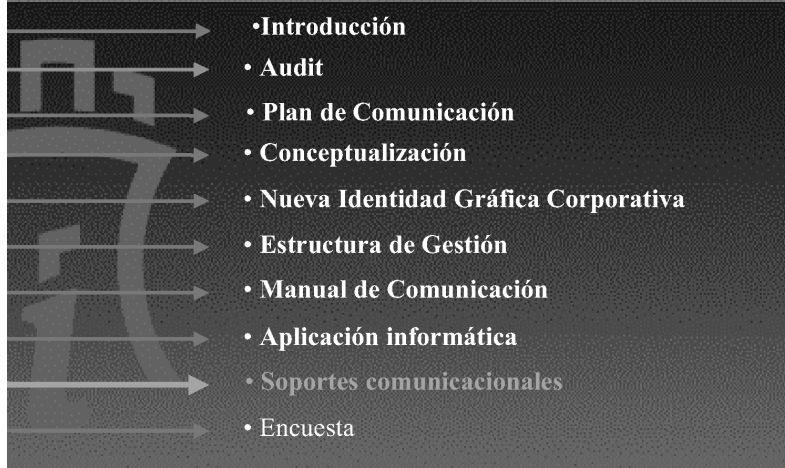 •Introducción
• Audit
• Plan de Comunicación
• Conceptualización
• Nueva Identidad Gráfica Corporativa
• Estructura de Gestión
• Manual de Comunicación
• Aplicación informática
• Soportes comunicacionales
• Encuesta